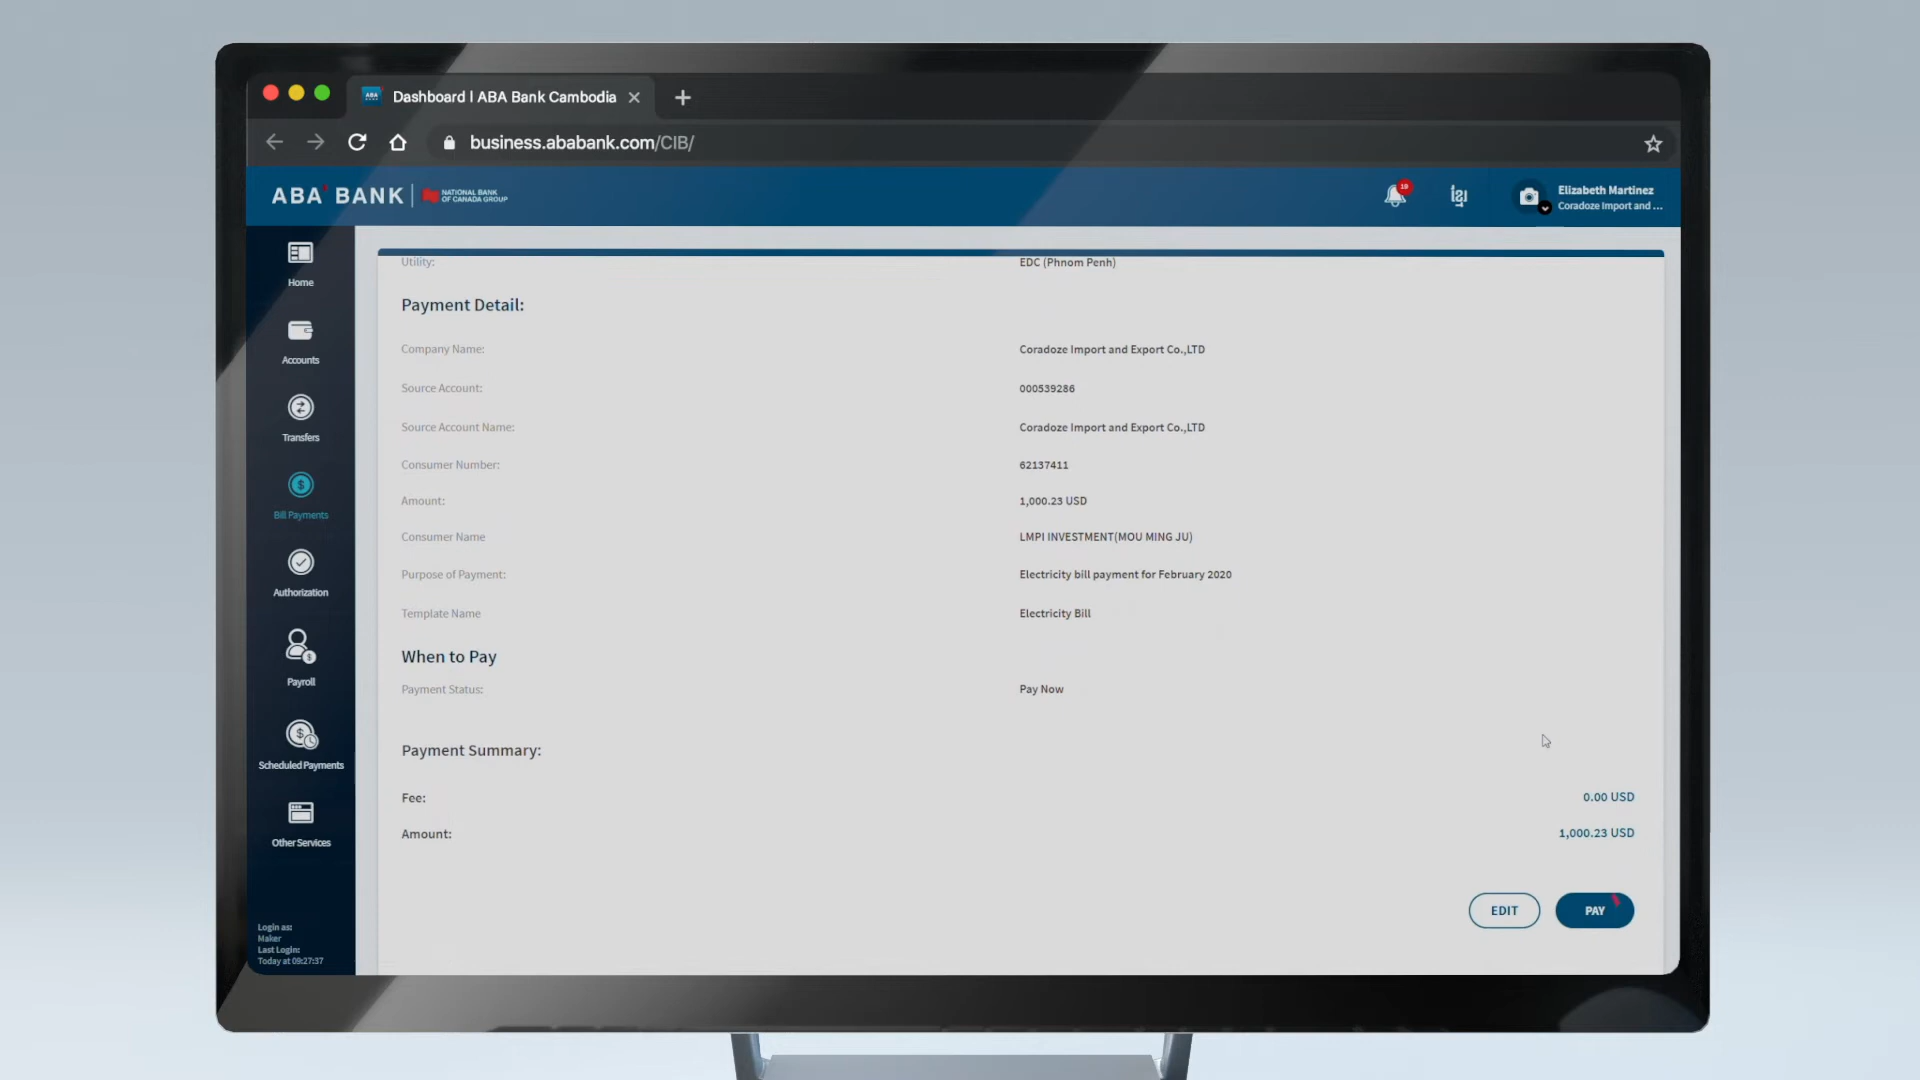 Dashboard | ABA Bank Cambodia
business.ababank.com/CIB/
ABA' BANK
NATIONAL BANK
OF CANADA GROUP
19
ខ្មែរ
Elizabeth Martinez
Coradoze Import and ...
Home
Accounts
Transfers
Bill Payments
Authorization
Payroll
Scheduled Payments
Other Services
Login as:
Maker
Last Login:
Today at 09:27:37
Utility: EDC (Phnom Penh)
Payment Detail:
Company Name: Coradoze Import and Export Co.,LTD
Source Account: 000539286
Source Account Name: Coradoze Import and Export Co.,LTD
Consumer Number: 62137411
Amount: 1,000.23 USD
Consumer Name LMPI INVESTMENT(MOU MING JU)
Purpose of Payment: Electricity bill payment for February 2020
Template Name Electricity Bill
When to Pay
Payment Status: Pay Now
Payment Summary:
Fee: 0.00 USD
Amount: 1,000.23 USD
EDIT PAY